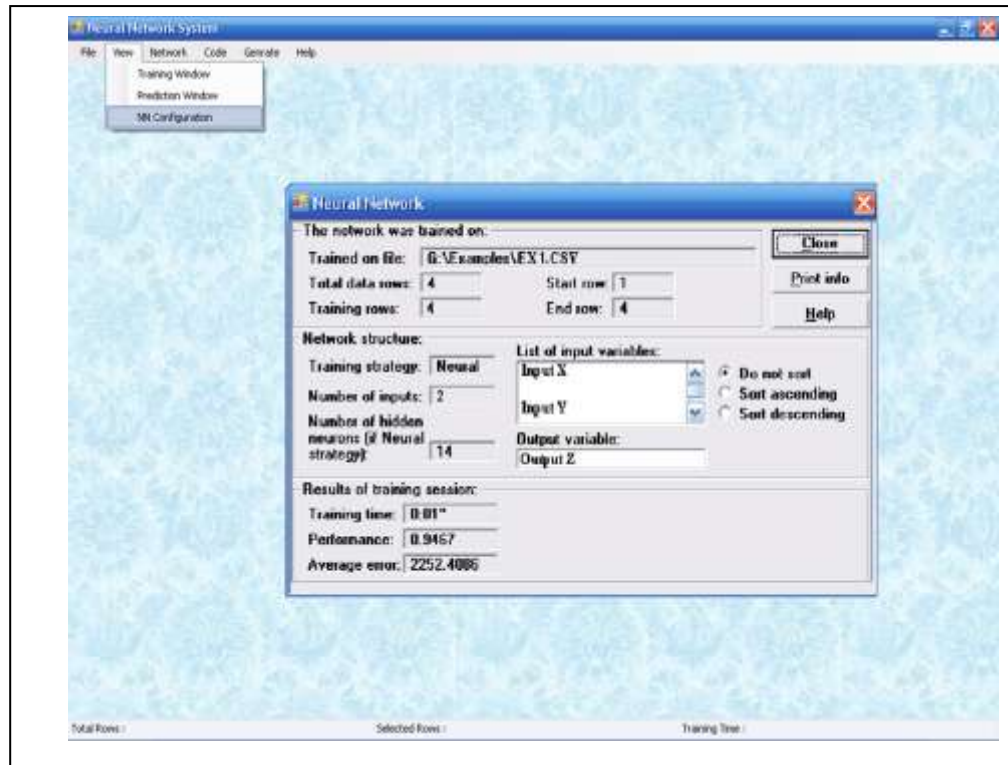 Neural Network System
File View Network Code Genrate Help
Training Window
Prediction Window
NN Configuration
Neural Network
The network was trained on:
Trained on file: G:\Examples\EX1.CSV
Close
Total data rows: 4 Start row: 1
Print info
Training rows: 4 End row: 4
Help
Network structure:
Training strategy: Neural
Number of inputs: 2
Number of hidden
neurons (if Neural
strategy): 14
List of input variables:
Input X
Input Y
Do not sort
Sort ascending
Sort descending
Output variable:
Output Z
Results of training session:
Training time: 0:01"
Performance: 0.9467
Average error: 2252.4086
Total Rows : Selected Rows : Training Time :